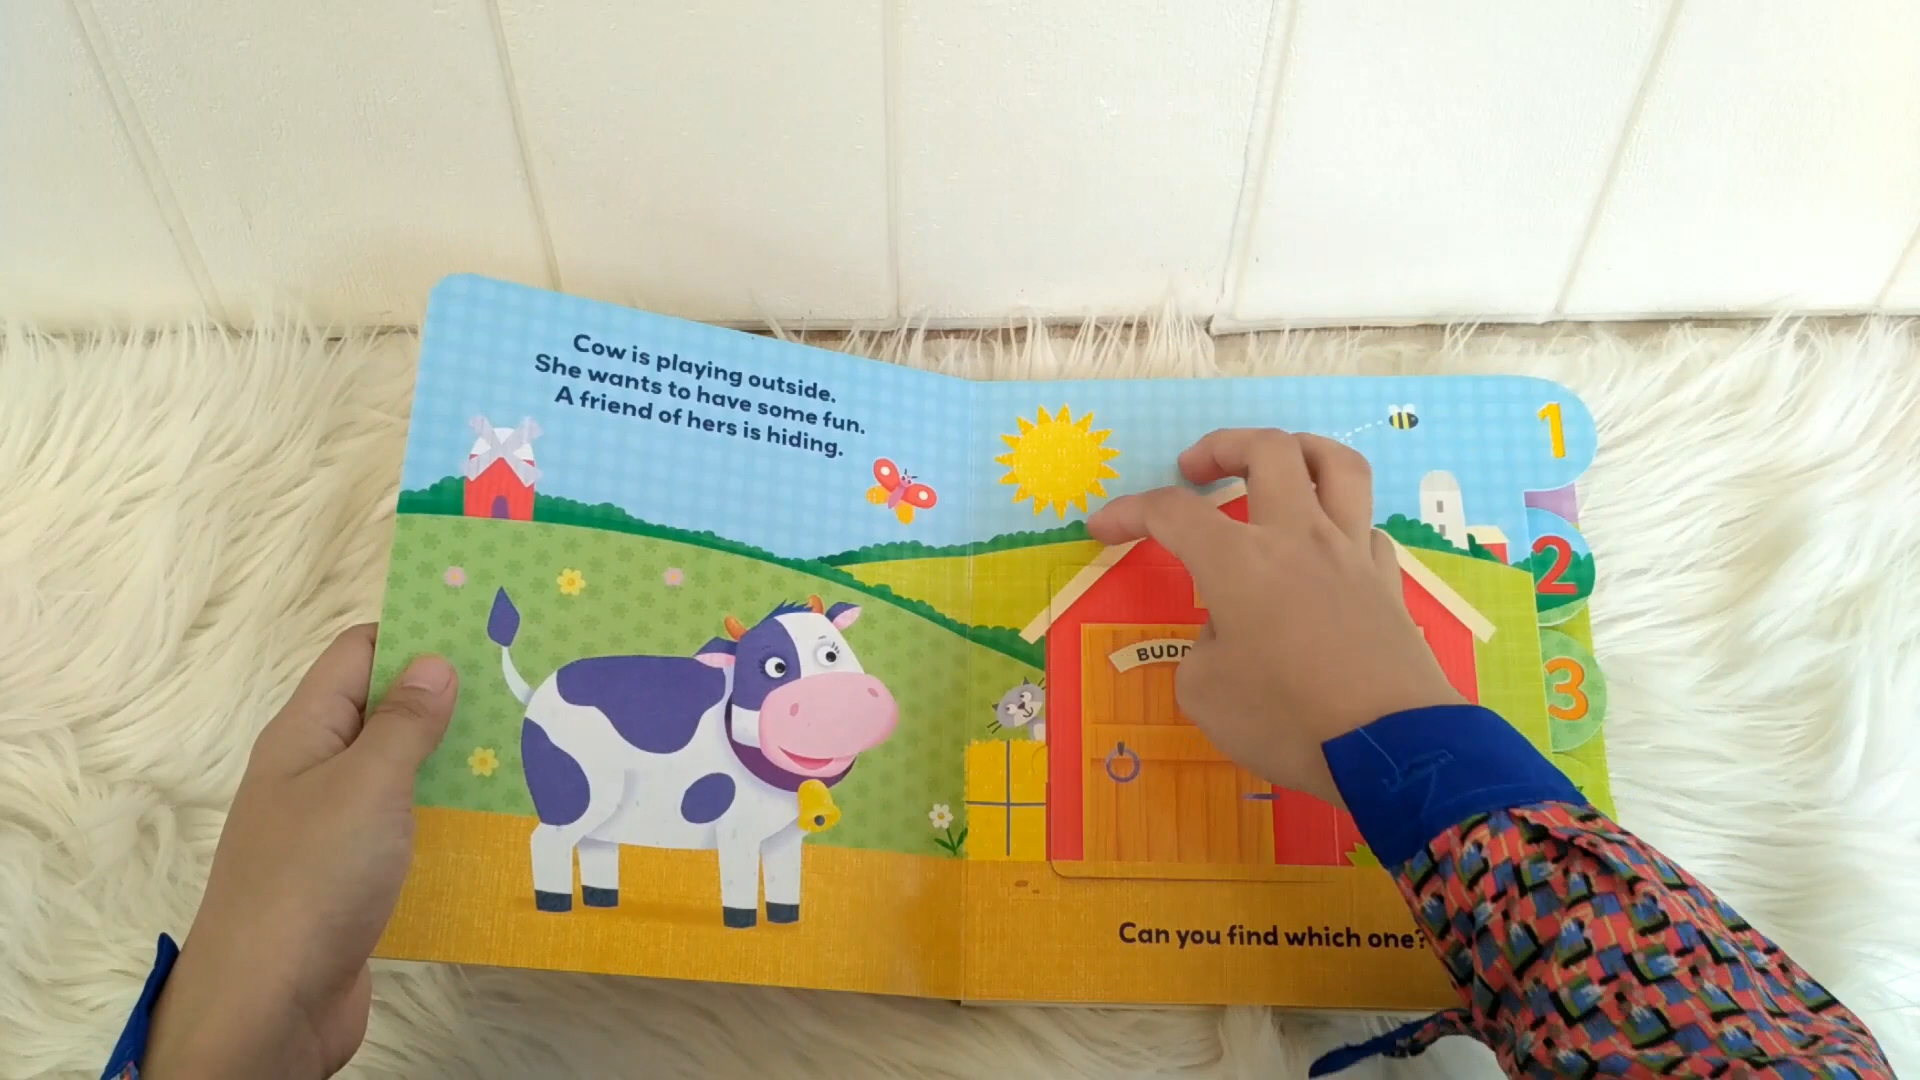 Cow is playing outside.
She wants to have some fun.
A friend of hers is hiding.
1
2
3
Can you find which one?